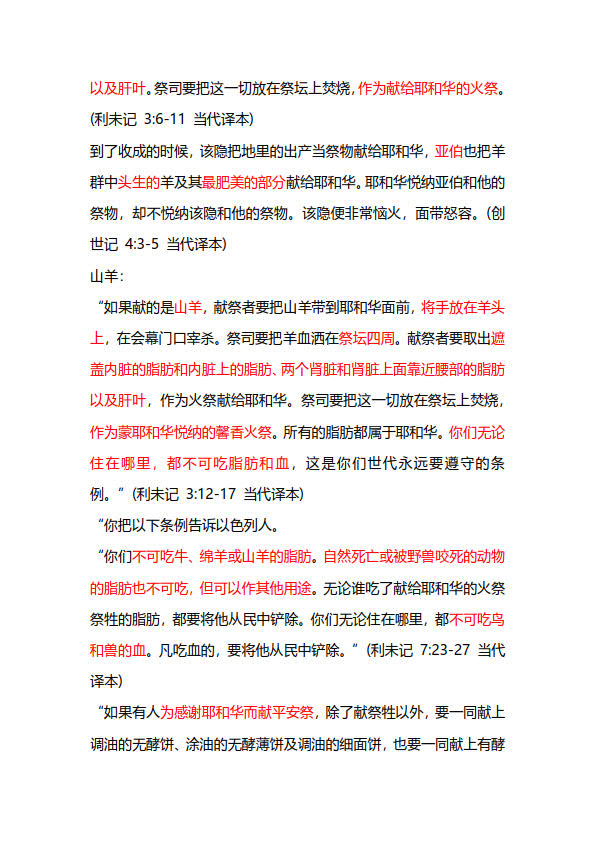 以及肝叶。祭司要把这一切放在祭坛上焚烧，作为献给耶和华的火祭。
(利未记 3:6-11 当代译本)
到了收成的时候，该隐把地里的出产当祭物献给耶和华，亚伯也把羊
群中头生的羊及其最肥美的部分献给耶和华。耶和华悦纳亚伯和他的
祭物，却不悦纳该隐和他的祭物。该隐便非常恼火，面带怒容。(创
世记 4:3-5 当代译本)
山羊：
“如果献的是山羊，献祭者要把山羊带到耶和华面前，将手放在羊头
上，在会幕门口宰杀。祭司要把羊血洒在祭坛四周。献祭者要取出遮
盖内脏的脂肪和内脏上的脂肪、两个肾脏和肾脏上面靠近腰部的脂肪
以及肝叶，作为火祭献给耶和华。祭司要把这一切放在祭坛上焚烧，
作为蒙耶和华悦纳的馨香火祭。所有的脂肪都属于耶和华。你们无论
住在哪里，都不可吃脂肪和血，这是你们世代永远要遵守的条
例。”(利未记 3:12-17 当代译本)
“你把以下条例告诉以色列人。
“你们不可吃牛、绵羊或山羊的脂肪。自然死亡或被野兽咬死的动物
的脂肪也不可吃，但可以作其他用途。无论谁吃了献给耶和华的火祭
祭牲的脂肪，都要将他从民中铲除。你们无论住在哪里，都不可吃鸟
和兽的血。凡吃血的，要将他从民中铲除。”(利未记 7:23-27 当代
译本)
“如果有人为感谢耶和华而献平安祭，除了献祭牲以外，要一同献上
调油的无酵饼、涂油的无酵薄饼及调油的细面饼，也要一同献上有酵